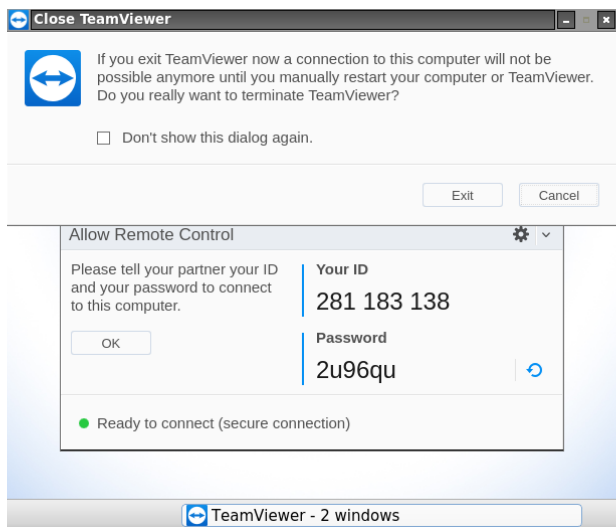 Close TeamViewer
If you exit TeamViewer now a connection to this computer will not be
possible anymore until you manually restart your computer or TeamViewer.
Do you really want to terminate TeamViewer?
Don't show this dialog again.
Exit
Cancel
Allow Remote Control
Please tell your partner your ID
and your password to connect
to this computer.
OK
Your ID
281 183 138
Password
2u96qu
Ready to connect (secure connection)
TeamViewer - 2 windows